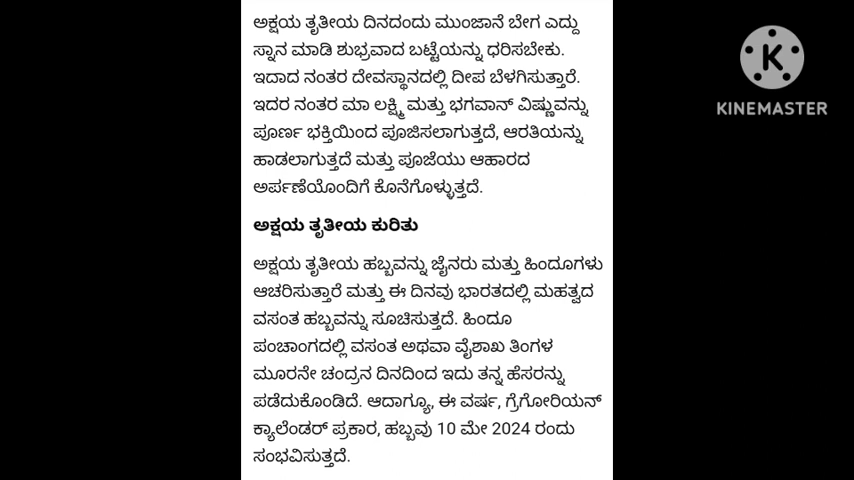 ಅಕ್ಷಯ ತೃತೀಯ ದಿನದಂದು ಮುಂಜಾನೆ ಬೇಗ ಎದ್ದು
ಸ್ನಾನ ಮಾಡಿ ಶುಭ್ರವಾದ ಬಟ್ಟೆಯನ್ನು ಧರಿಸಬೇಕು.
ಇದಾದ ನಂತರ ದೇವಸ್ಥಾನದಲ್ಲಿ ದೀಪ ಬೆಳಗಿಸುತ್ತಾರೆ.
ಇದರ ನಂತರ ಮಾ ಲಕ್ಷ್ಮಿ ಮತ್ತು ಭಗವಾನ್ ವಿಷ್ಣುವನ್ನು
ಪೂರ್ಣ ಭಕ್ತಿಯಿಂದ ಪೂಜಿಸಲಾಗುತ್ತದೆ, ಆರತಿಯನ್ನು
ಹಾಡಲಾಗುತ್ತದೆ ಮತ್ತು ಪೂಜೆಯು ಆಹಾರದ
ಅರ್ಪಣೆಯೊಂದಿಗೆ ಕೊನೆಗೊಳ್ಳುತ್ತದೆ.
ಅಕ್ಷಯ ತೃತೀಯ ಕುರಿತು
ಅಕ್ಷಯ ತೃತೀಯ ಹಬ್ಬವನ್ನು ಜೈನರು ಮತ್ತು ಹಿಂದೂಗಳು
ಆಚರಿಸುತ್ತಾರೆ ಮತ್ತು ಈ ದಿನವು ಭಾರತದಲ್ಲಿ ಮಹತ್ವದ
ವಸಂತ ಹಬ್ಬವನ್ನು ಸೂಚಿಸುತ್ತದೆ. ಹಿಂದೂ
ಪಂಚಾಂಗದಲ್ಲಿ ವಸಂತ ಅಥವಾ ವೈಶಾಖ ತಿಂಗಳ
ಮೂರನೇ ಚಂದ್ರನ ದಿನದಿಂದ ಇದು ತನ್ನ ಹೆಸರನ್ನು
ಪಡೆದುಕೊಂಡಿದೆ. ಆದಾಗ್ಯೂ, ಈ ವರ್ಷ, ಗ್ರೆಗೋರಿಯನ್
ಕ್ಯಾಲೆಂಡರ್ ಪ್ರಕಾರ, ಹಬ್ಬವು 10 ಮೇ 2024 ರಂದು
ಸಂಭವಿಸುತ್ತದೆ.
K
KINEMASTER